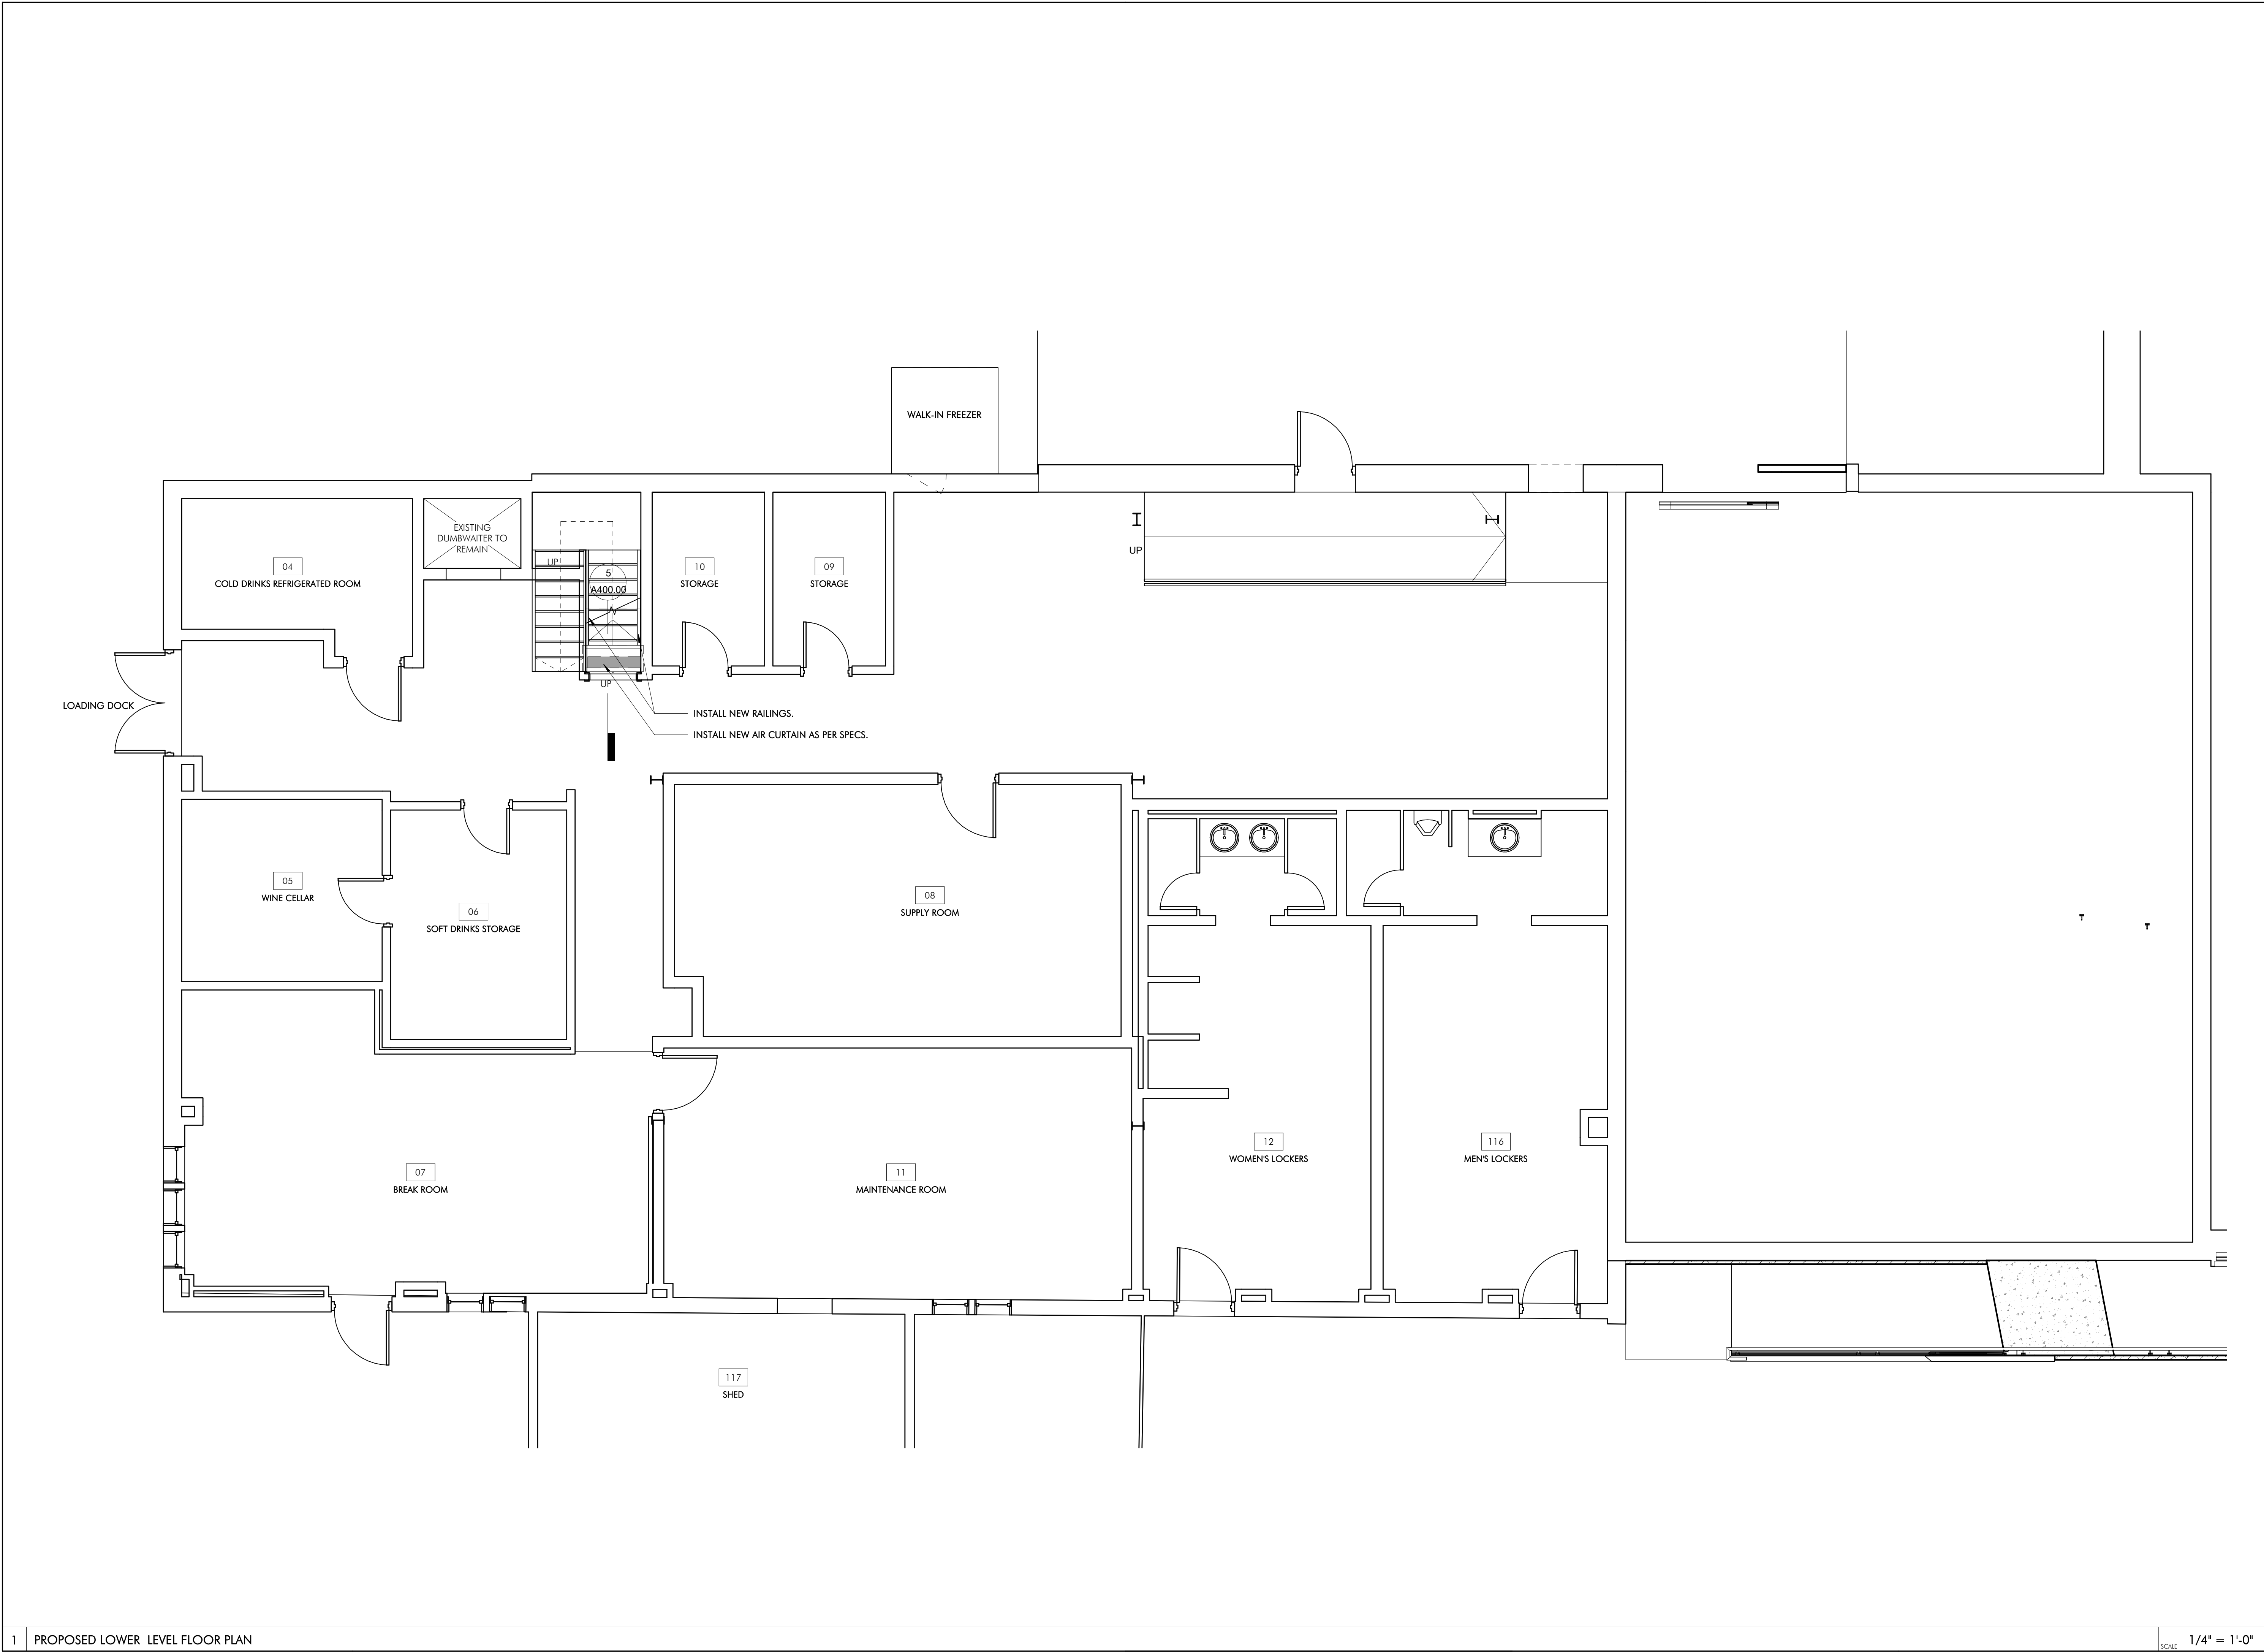 WALK-IN FREEZER
EXISTING
DUMBWAITER TO
REMAIN
04
COLD DRINKS REFRIGERATED ROOM
UP
5
A400.00
10
STORAGE
09
STORAGE
UP
UP
LOADING DOCK
INSTALL NEW RAILINGS.
INSTALL NEW AIR CURTAIN AS PER SPECS.
05
WINE CELLAR
06
SOFT DRINKS STORAGE
08
SUPPLY ROOM
07
BREAK ROOM
11
MAINTENANCE ROOM
12
WOMEN'S LOCKERS
116
MEN'S LOCKERS
117
SHED
1 PROPOSED LOWER LEVEL FLOOR PLAN
SCALE 1/4" = 1'-0"